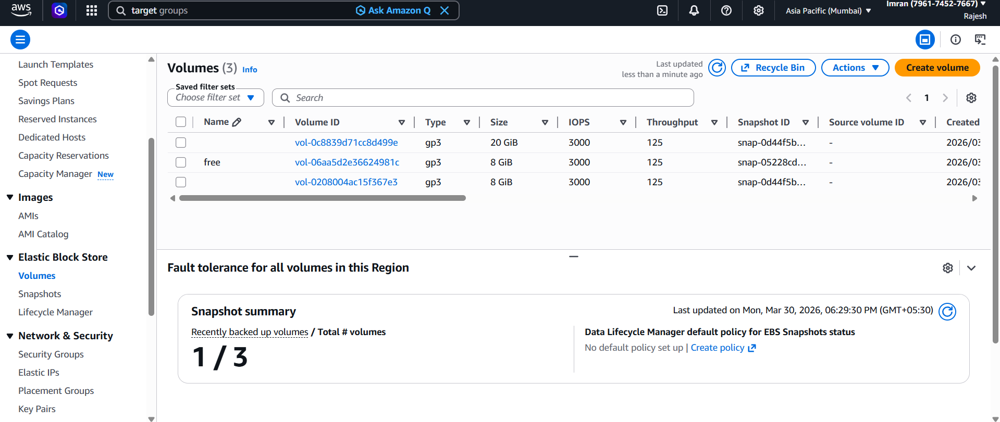 aws
target groups
Ask Amazon Q
Asia Pacific (Mumbai)
Imran (7961-7452-7667)
Rajesh
Launch Templates
Spot Requests
Savings Plans
Reserved Instances
Dedicated Hosts
Capacity Reservations
Capacity Manager New
Images
AMIs
AMI Catalog
Elastic Block Store
Volumes
Snapshots
Lifecycle Manager
Network & Security
Security Groups
Elastic IPs
Placement Groups
Key Pairs
Volumes (3) Info
Last updated
less than a minute ago
Recycle Bin
Actions
Create volume
Saved filter sets
Choose filter set
Search
1
Name Volume ID Type Size IOPS Throughput Snapshot ID Source volume ID Created
vol-0c8839d71cc8d499e gp3 20 GiB 3000 125 snap-0d44f5b... - 2026/03
free vol-06aa5d2e36624981c gp3 8 GiB 3000 125 snap-05228cd... - 2026/03
vol-0208004ac15f367e3 gp3 8 GiB 3000 125 snap-0d44f5b... - 2026/03
Fault tolerance for all volumes in this Region
Snapshot summary
Last updated on Mon, Mar 30, 2026, 06:29:30 PM (GMT+05:30)
Recently backed up volumes / Total # volumes
1 / 3
Data Lifecycle Manager default policy for EBS Snapshots status
No default policy set up | Create policy